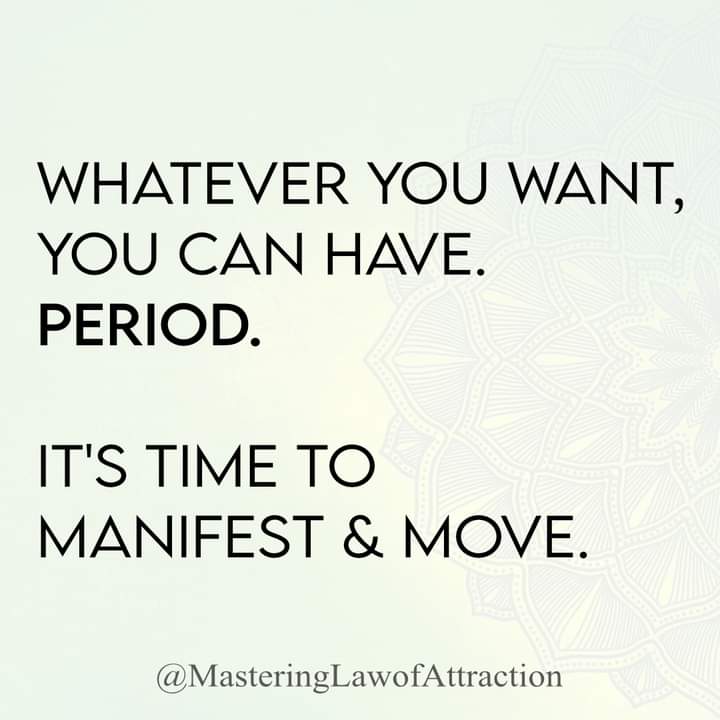 WHATEVER YOU WANT,
YOU CAN HAVE.
PERIOD.
IT'S TIME TO
MANIFEST & MOVE.
@MasteringLawofAttraction